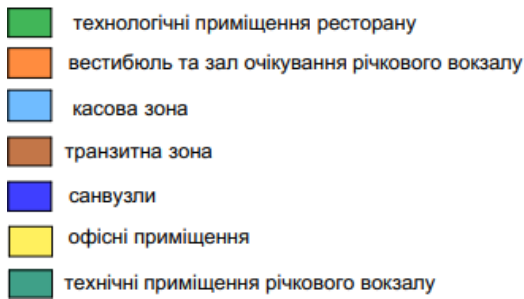 технологічні приміщення ресторану
вестибюль та зал очікування річкового вокзалу
касова зона
транзитна зона
санвузли
офісні приміщення
технічні приміщення річкового вокзалу